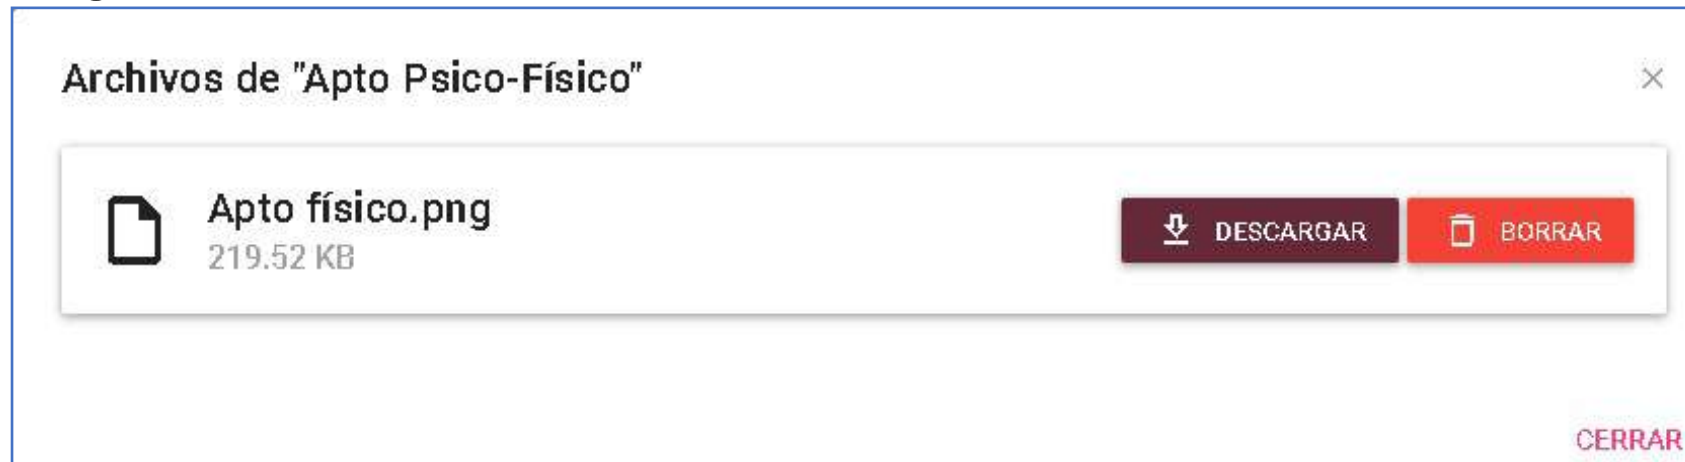 Archivos de "Apto Psico-Físico"
Apto físico.png
219.52 KB
DESCARGAR
BORRAR
CERRAR